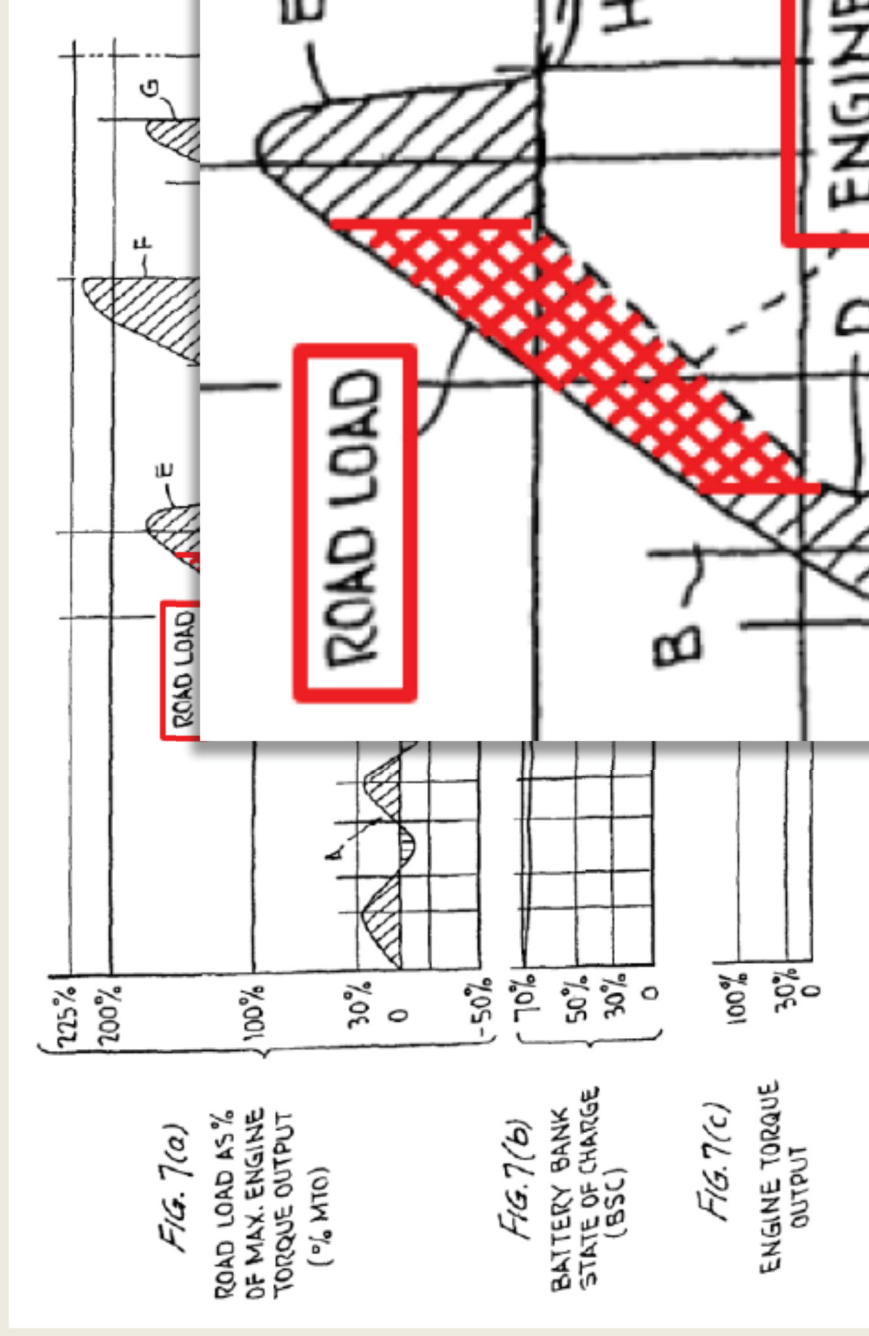 G
F
E
ROAD LOAD
E
H
ENGINE
ROAD LOAD
D
B
A
225%
200%
100%
30%
0
-50%
70%
50%
30%
0
100%
30%
0
FIG. 7(a)
ROAD LOAD AS %
OF MAX. ENGINE
TORQUE OUTPUT
(% MTO)
FIG. 7(b)
BATTERY BANK
STATE OF CHARGE
(BSC)
FIG. 7(c)
ENGINE TORQUE
OUTPUT